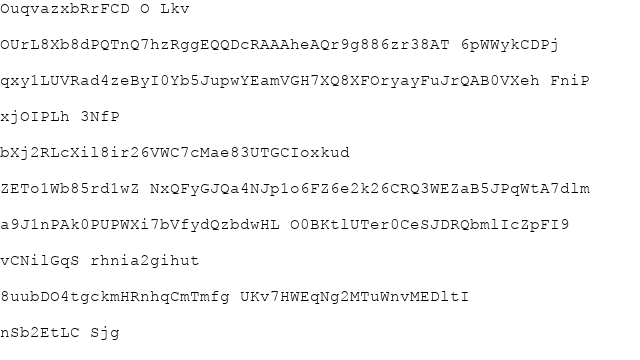 OuqvazxbRrFCD O Lkv
OUrL8Xb8dPQTnQ7hzRggEQQDcRAAAheAQr9g886zr38AT 6pWWykCDPj
qxy1LUVRad4zeByI0Yb5JupwYEamVGH7XQ8XFOryayFuJrQAB0VXeh FniP
xjOIPLh 3NfP
bXj2RLcXil8ir26VWC7cMae83UTGCIoxkud
ZETo1Wb85rd1wZ NxQFyGJQa4NJp1o6FZ6e2k26CRQ3WEZaB5JPqWtA7dlm
a9J1nPAk0PUPWXi7bVfydQzbdwHL O0BKtlUTer0CeSJDRQbmlIcZpFI9
vCNilGqS rhnia2gihut
8uubDO4tgckmHRnhqCmTmfg UKv7HWEqNg2MTuWnvMEDltI
nSb2EtLC Sjg